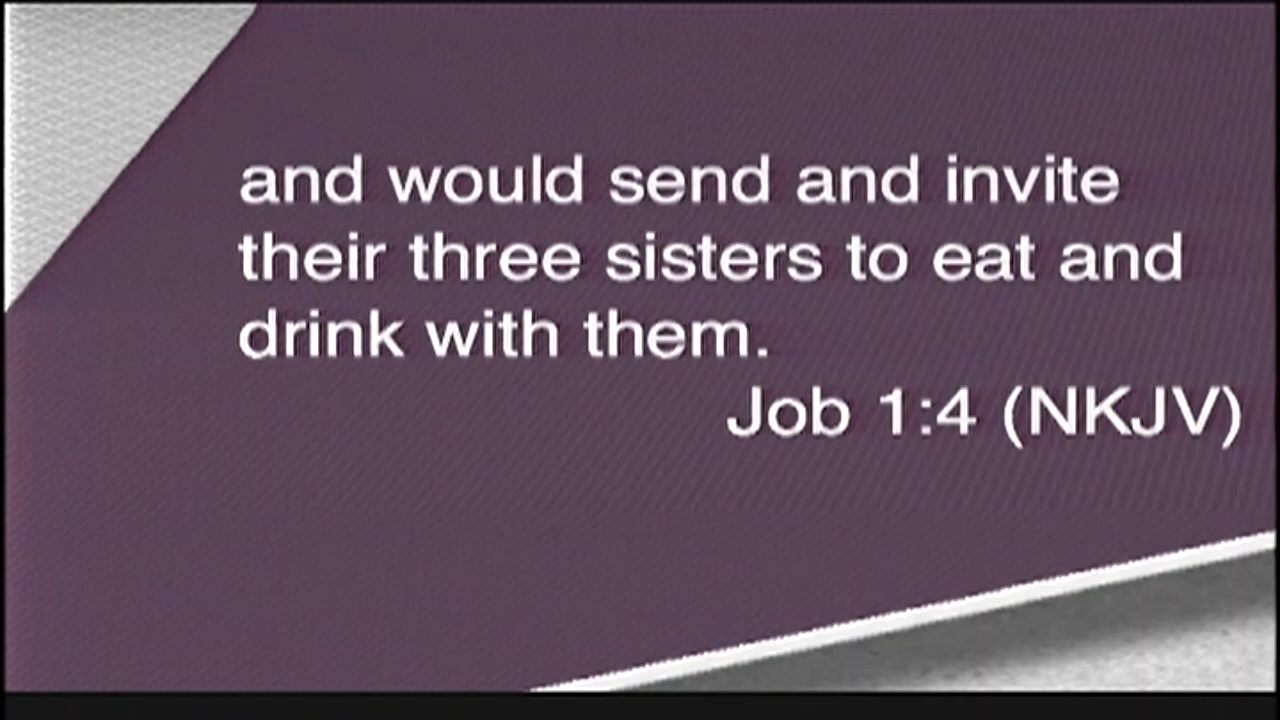 and would send and invite
their three sisters to eat and
drink with them.
Job 1:4 (NKJV)